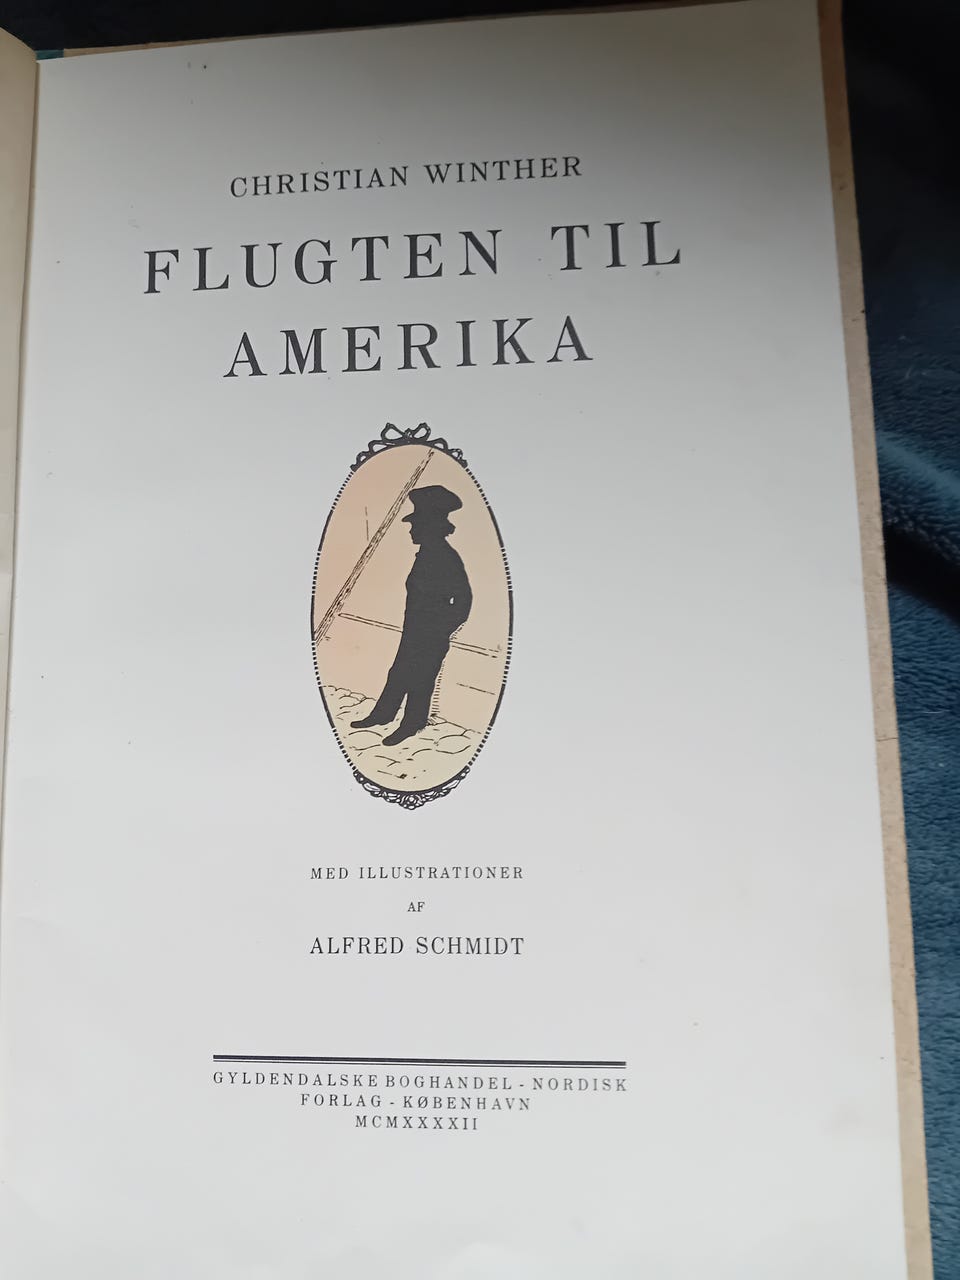 CHRISTIAN WINTHER
FLUGTEN TIL
AMERIKA
MED ILLUSTRATIONER
AF
ALFRED SCHMIDT
GYLDENDALSKE BOGHANDEL - NORDISK
FORLAG - KØBENHAVN
MCMXXXXII